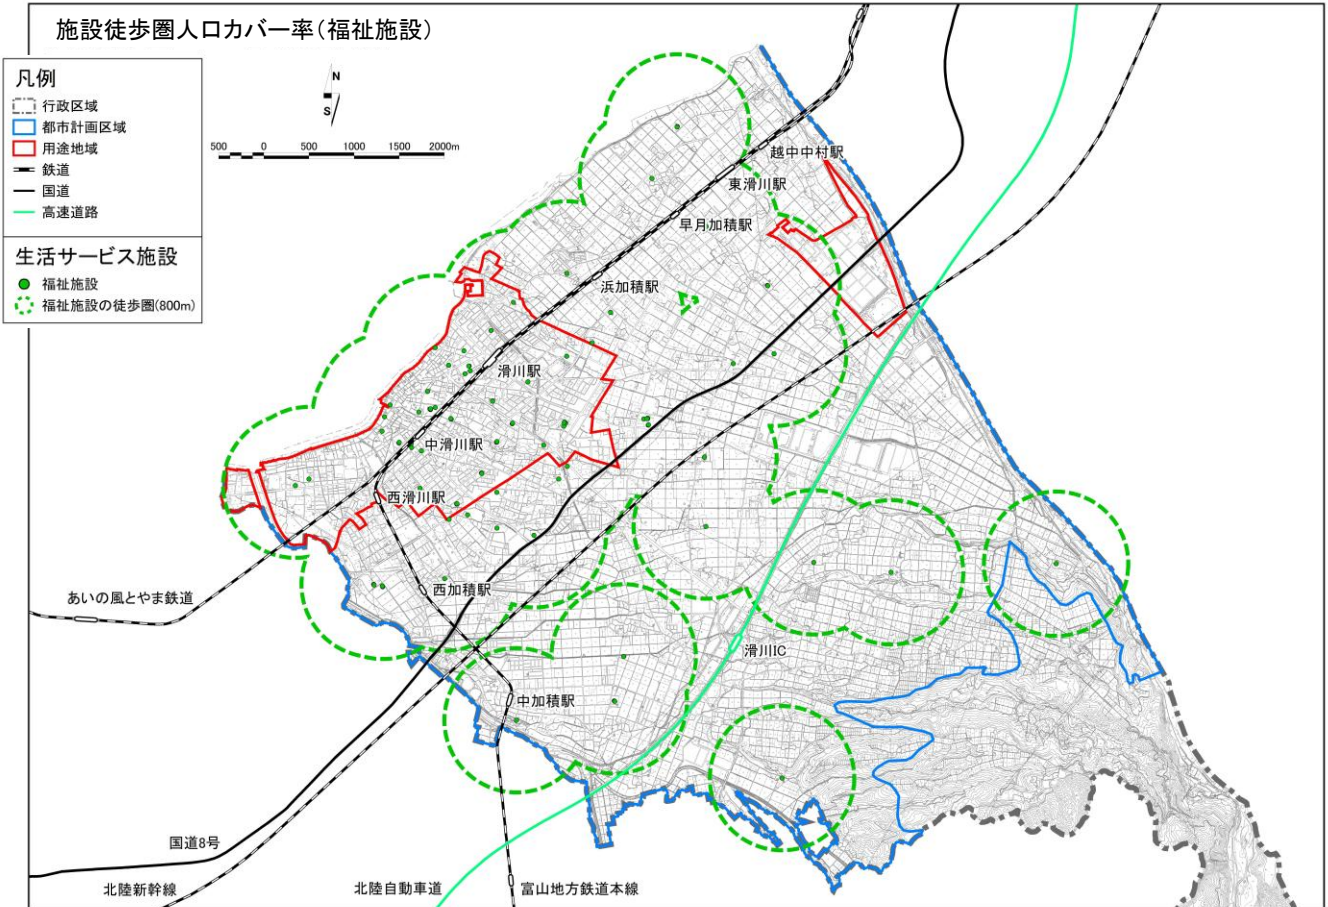 施設徒歩圏人口カバー率(福祉施設)
凡例
行政区域
都市計画区域
用途地域
鉄道
国道
高速道路
生活サービス施設
福祉施設
福祉施設の徒歩圏(800m)
N
S
500 0 500 1000 1500 2000m
越中中村駅
東滑川駅
早月加積駅
浜加積駅
滑川駅
中滑川駅
西滑川駅
西加積駅
あいの風とやま鉄道
滑川IC
中加積駅
国道8号
北陸新幹線
北陸自動車道
富山地方鉄道本線